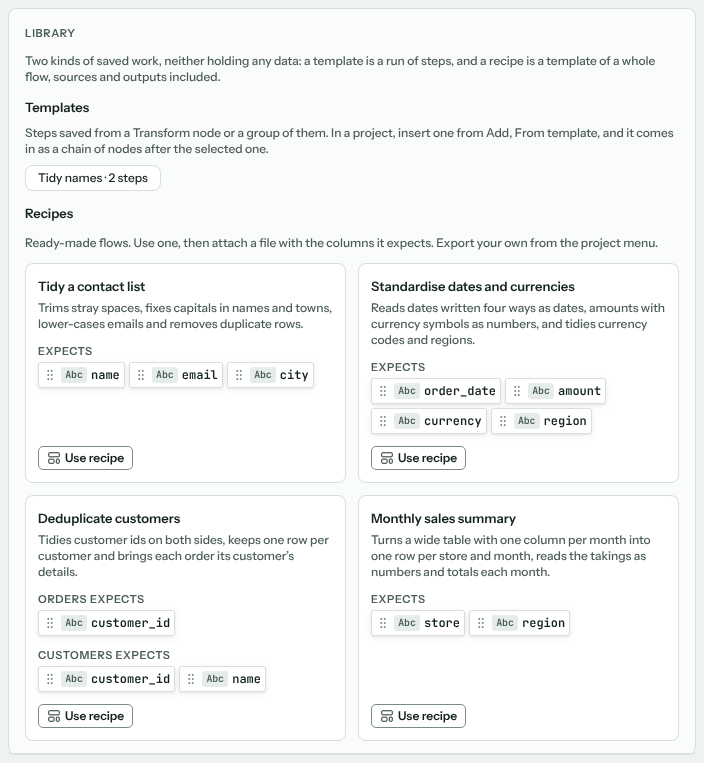 LIBRARY
Two kinds of saved work, neither holding any data: a template is a run of steps, and a recipe is a template of a whole
flow, sources and outputs included.
Templates
Steps saved from a Transform node or a group of them. In a project, insert one from Add, From template, and it comes
in as a chain of nodes after the selected one.
Tidy names · 2 steps
Recipes
Ready-made flows. Use one, then attach a file with the columns it expects. Export your own from the project menu.
Tidy a contact list
Trims stray spaces, fixes capitals in names and towns,
lower-cases emails and removes duplicate rows.
EXPECTS
Abc name Abc email Abc city
Use recipe
Standardise dates and currencies
Reads dates written four ways as dates, amounts with
currency symbols as numbers, and tidies currency
codes and regions.
EXPECTS
Abc order_date Abc amount
Abc currency Abc region
Use recipe
Deduplicate customers
Tidies customer ids on both sides, keeps one row per
customer and brings each order its customer's
details.
ORDERS EXPECTS
Abc customer_id
CUSTOMERS EXPECTS
Abc customer_id Abc name
Use recipe
Monthly sales summary
Turns a wide table with one column per month into
one row per store and month, reads the takings as
numbers and totals each month.
EXPECTS
Abc store Abc region
Use recipe